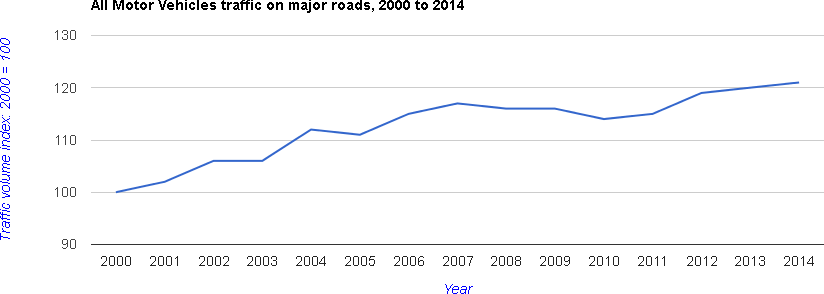 All Motor Vehicles traffic on major roads, 2000 to 2014
Traffic volume index: 2000 = 100
130
120
110
100
90
2000 2001 2002 2003 2004 2005 2006 2007 2008 2009 2010 2011 2012 2013 2014
Year